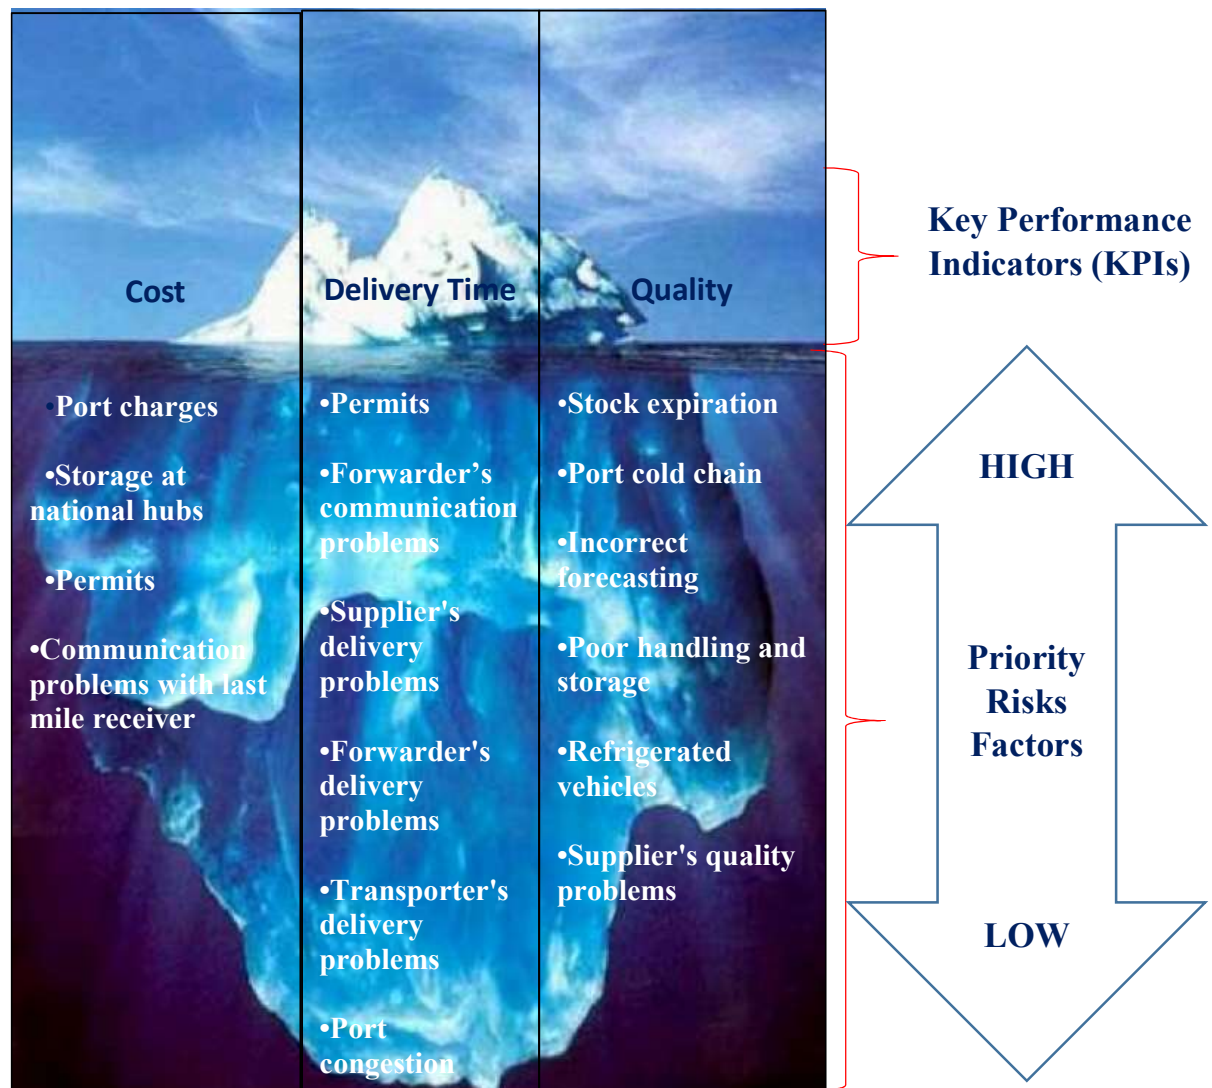 Cost
Delivery Time
Quality
Key Performance
Indicators (KPIs)
•Port charges
•Storage at
national hubs
•Permits
•Communication
problems with last
mile receiver
•Permits
•Forwarder’s
communication
problems
•Supplier's
delivery
problems
•Forwarder's
delivery
problems
•Transporter's
delivery
problems
•Port
congestion
•Stock expiration
•Port cold chain
•Incorrect
forecasting
•Poor handling and
storage
•Refrigerated
vehicles
•Supplier's quality
problems
HIGH
Priority
Risks
Factors
LOW